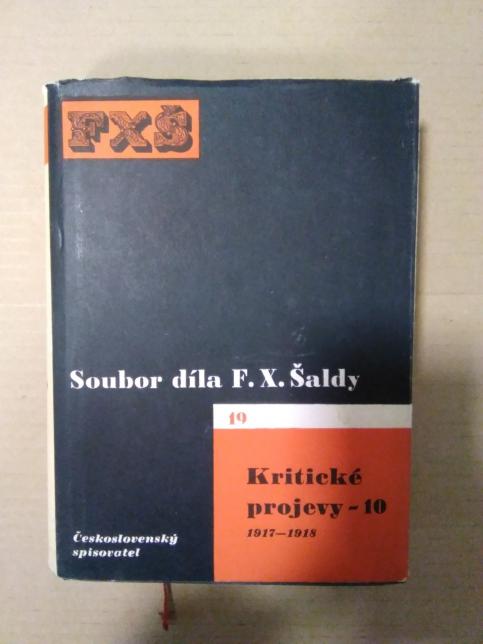 FXŠ
Soubor díla F. X. Šaldy
19
Kritické
projevy - 10
1917—1918
Československý
spisovatel